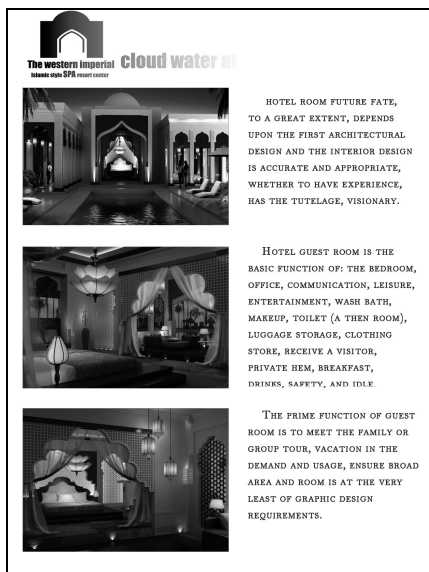 The western imperial
Islamic style SPA resort center
cloud water at
HOTEL ROOM FUTURE FATE,
TO A GREAT EXTENT, DEPENDS
UPON THE FIRST ARCHITECTURAL
DESIGN AND THE INTERIOR DESIGN
IS ACCURATE AND APPROPRIATE,
WHETHER TO HAVE EXPERIENCE,
HAS THE TUTELAGE, VISIONARY.
HOTEL GUEST ROOM IS THE
BASIC FUNCTION OF: THE BEDROOM,
OFFICE, COMMUNICATION, LEISURE,
ENTERTAINMENT, WASH BATH,
MAKEUP, TOILET (A THEN ROOM),
LUGGAGE STORAGE, CLOTHING
STORE, RECEIVE A VISITOR,
PRIVATE HEM, BREAKFAST,
DRINKS, SAFETY, AND IDLE.
THE PRIME FUNCTION OF GUEST
ROOM IS TO MEET THE FAMILY OR
GROUP TOUR, VACATION IN THE
DEMAND AND USAGE, ENSURE BROAD
AREA AND ROOM IS AT THE VERY
LEAST OF GRAPHIC DESIGN
REQUIREMENTS.